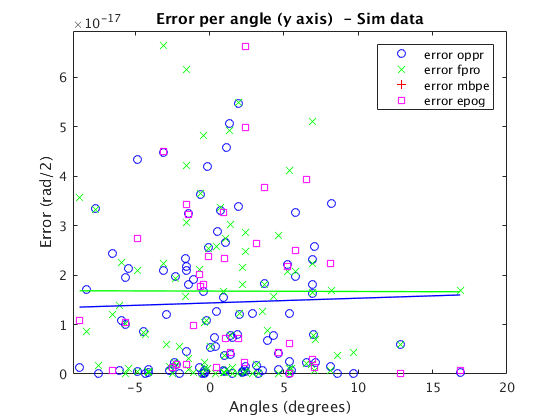 Error per angle (y axis) - Sim data
×10⁻¹⁷
error oppr
error fpro
error mbpe
error epog
6
5
4
3
2
1
0
Error (rad/2)
-5 0 5 10 15 20
Angles (degrees)